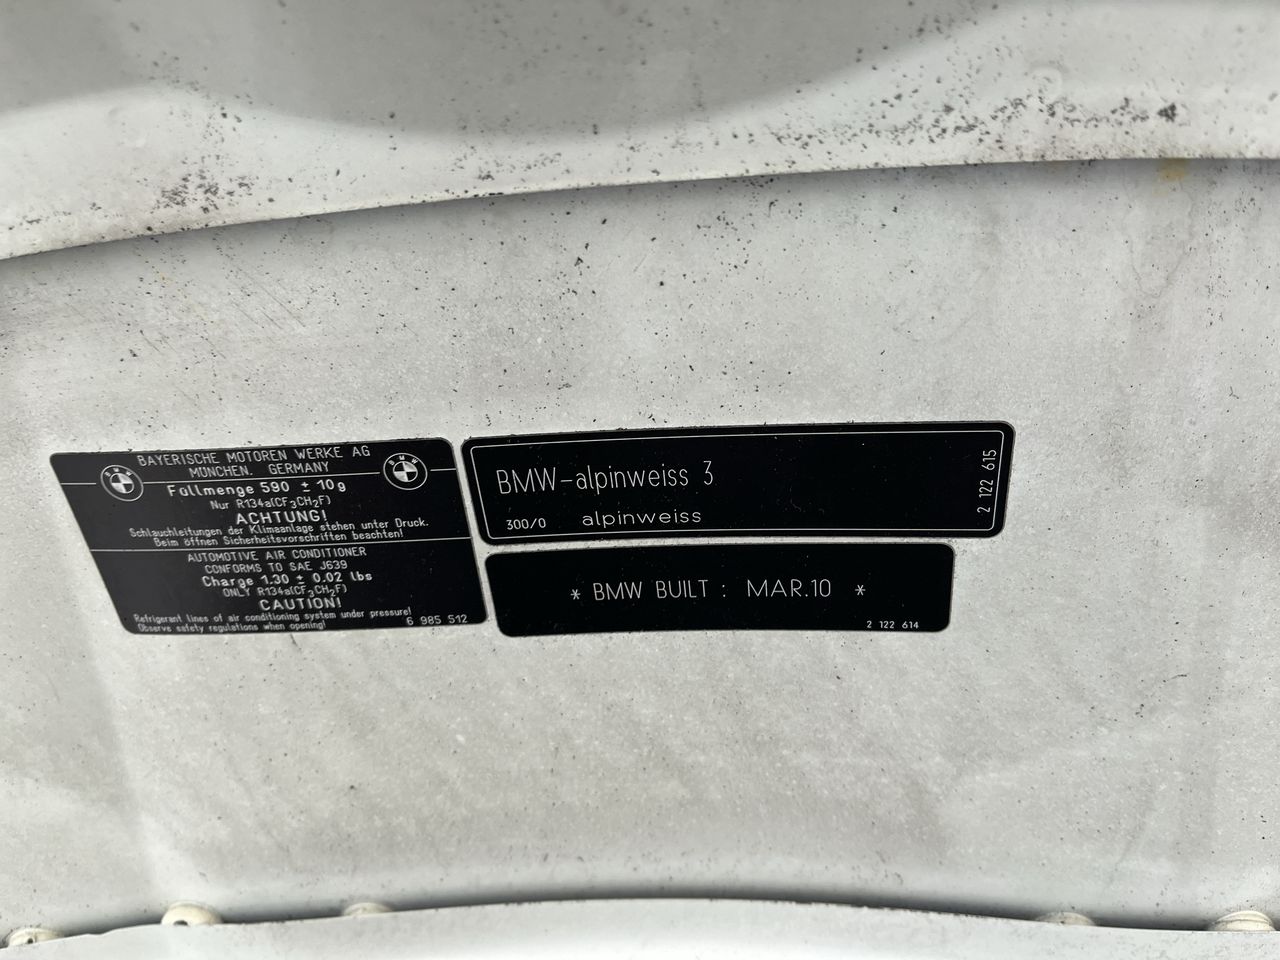 BAYERISCHE MOTOREN WERKE AG
MÜNCHEN. GERMANY
BMW
BMW
Füllmenge 590 ± 10 g
Nur R134a(CF3CH2F)
ACHTUNG!
Schlauchleitungen der Klimaanlage stehen unter Druck.
Beim öffnen Sicherheitsvorschriften beachten!
AUTOMOTIVE AIR CONDITIONER
CONFORMS TO SAE J639
Charge 1.30 ± 0.02 lbs
ONLY R134a(CF3CH2F)
CAUTION!
Refrigerant lines of air conditioning system under pressure!
Observe safety regulations when opening!
6 985 512
BMW-alpinweiss 3
300/0 alpinweiss
2 122 615
* BMW BUILT : MAR.10 *
2 122 614